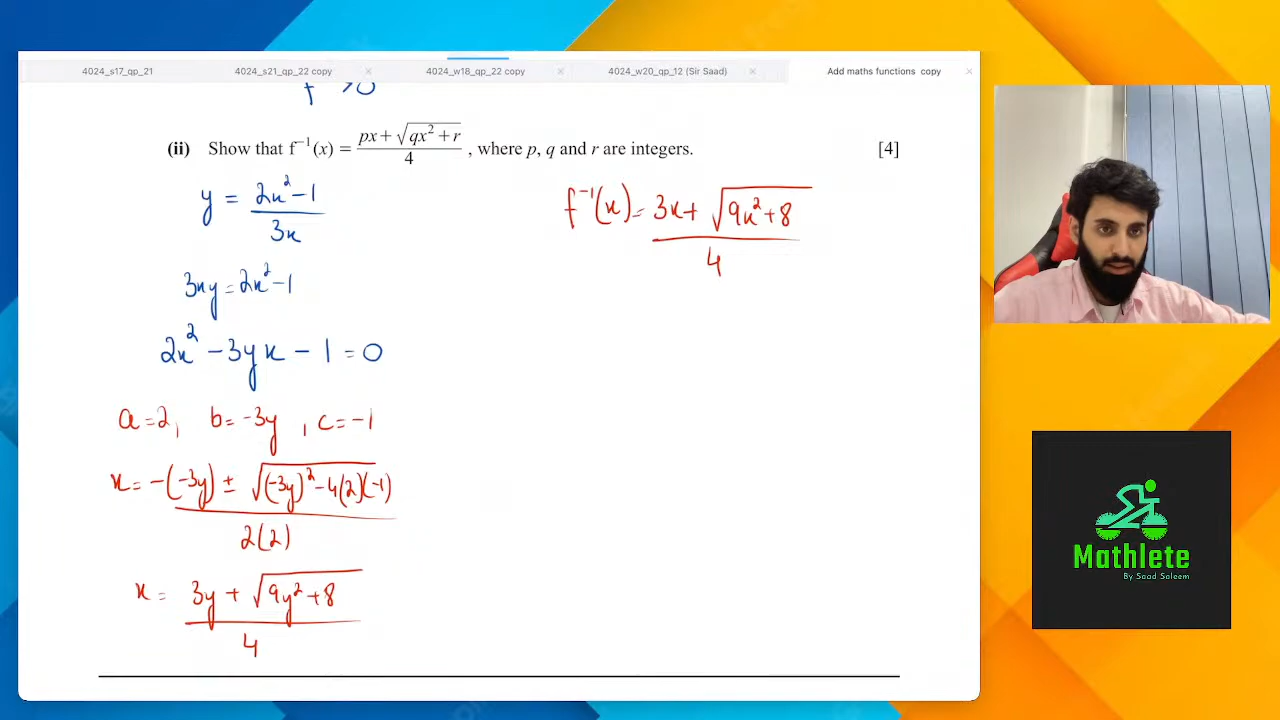 4024_s17_qp_21 4024_s21_qp_22 copy 4024_w18_qp_22 copy 4024_w20_qp_12 (Sir Saad) Add maths functions copy
(ii) Show that f⁻¹(x) = (px + √(qx² + r))/4 , where p, q and r are integers. [4]
y = (2x² - 1)/(3x)
3xy = 2x² - 1
2x² - 3yx - 1 = 0
a = 2, b = -3y, c = -1
x = (-(-3y) ± √((-3y)² - 4(2)(-1)))/(2(2))
x = (3y + √(9y² + 8))/4
f⁻¹(x) = (3x + √(9x² + 8))/4
Mathlete
By Saad Saleem